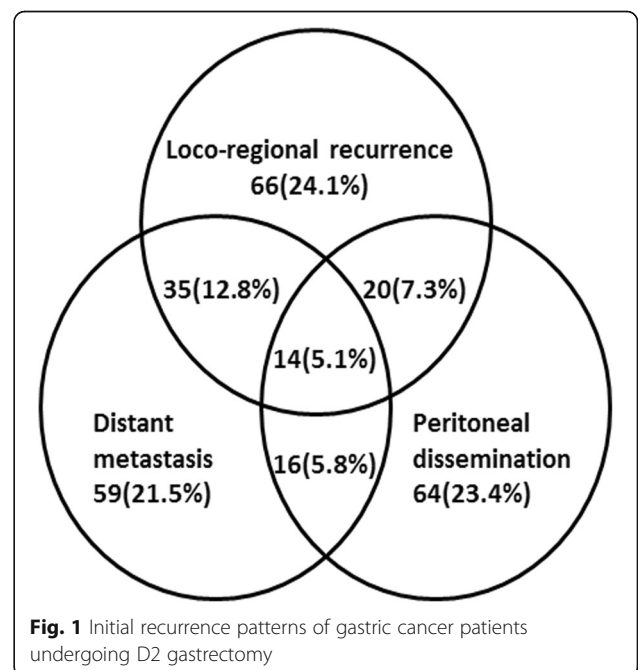 Loco-regional recurrence
66(24.1%)
35(12.8%)
20(7.3%)
14(5.1%)
Distant
metastasis
59(21.5%)
16(5.8%)
Peritoneal
dissemination
64(23.4%)
Fig. 1 Initial recurrence patterns of gastric cancer patients
undergoing D2 gastrectomy